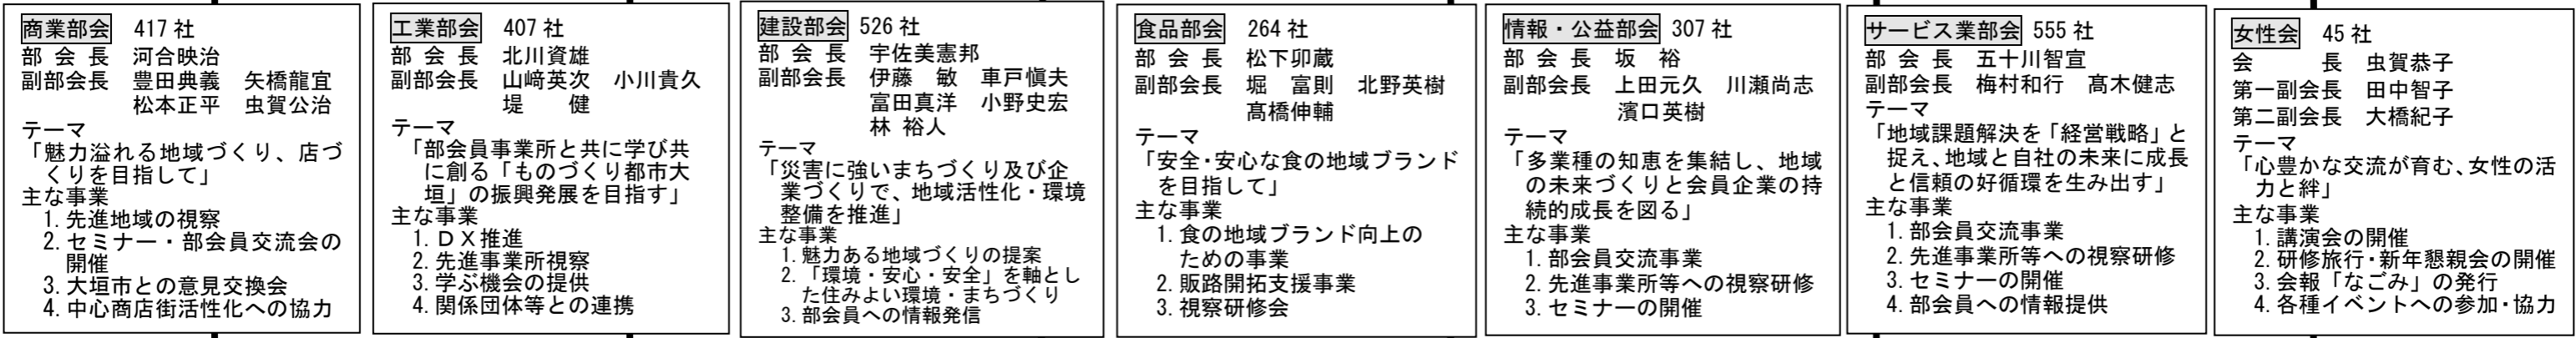 商業部会 417 社
部 会 長 河合映治
副部会長 豊田典義 矢橋龍宜
松本正平 虫賀公治
テーマ
「魅力溢れる地域づくり、店づ
くりを目指して」
主な事業
1. 先進地域の視察
2. セミナー・部会員交流会の
開催
3. 大垣市との意見交換会
4. 中心商店街活性化への協力
工業部会 407 社
部 会 長 北川資雄
副部会長 山﨑英次 小川貴久
堤 健
テーマ
「部会員事業所と共に学び共
に創る「ものづくり都市大
垣」の振興発展を目指す」
主な事業
1. ＤＸ推進
2. 先進事業所視察
3. 学ぶ機会の提供
4. 関係団体等との連携
建設部会 526 社
部 会 長 宇佐美憲邦
副部会長 伊藤 敏 車戸愼夫
富田真洋 小野史宏
林 裕人
テーマ
「災害に強いまちづくり及び企
業づくりで、地域活性化・環境
整備を推進」
主な事業
1. 魅力ある地域づくりの提案
2. 「環境・安心・安全」を軸とし
た住みよい環境・まちづくり
3. 部会員への情報発信
食品部会 264 社
部 会 長 松下卯蔵
副部会長 堀 富則 北野英樹
髙橋伸輔
テーマ
「安全・安心な食の地域ブランド
を目指して」
主な事業
1. 食の地域ブランド向上の
ための事業
2. 販路開拓支援事業
3. 視察研修会
情報・公益部会 307 社
部 会 長 坂 裕
副部会長 上田元久 川瀬尚志
濱口英樹
テーマ
「多業種の知恵を集結し、地域
の未来づくりと会員企業の持
続的成長を図る」
主な事業
1. 部会員交流事業
2. 先進事業所等への視察研修
3. セミナーの開催
サービス業部会 555 社
部 会 長 五十川智宣
副部会長 梅村和行 髙木健志
テーマ
「地域課題解決を「経営戦略」と
捉え、地域と自社の未来に成長
と信頼の好循環を生み出す」
主な事業
1. 部会員交流事業
2. 先進事業所等への視察研修
3. セミナーの開催
4. 部会員への情報提供
女性会 45 社
会 長 虫賀恭子
第一副会長 田中智子
第二副会長 大橋紀子
テーマ
「心豊かな交流が育む、女性の活
力と絆」
主な事業
1. 講演会の開催
2. 研修旅行・新年懇親会の開催
3. 会報「なごみ」の発行
4. 各種イベントへの参加・協力